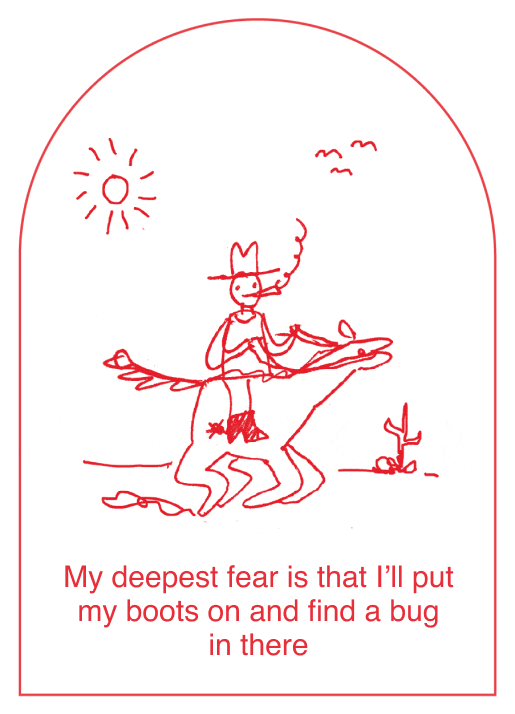 My deepest fear is that I’ll put
my boots on and find a bug
in there